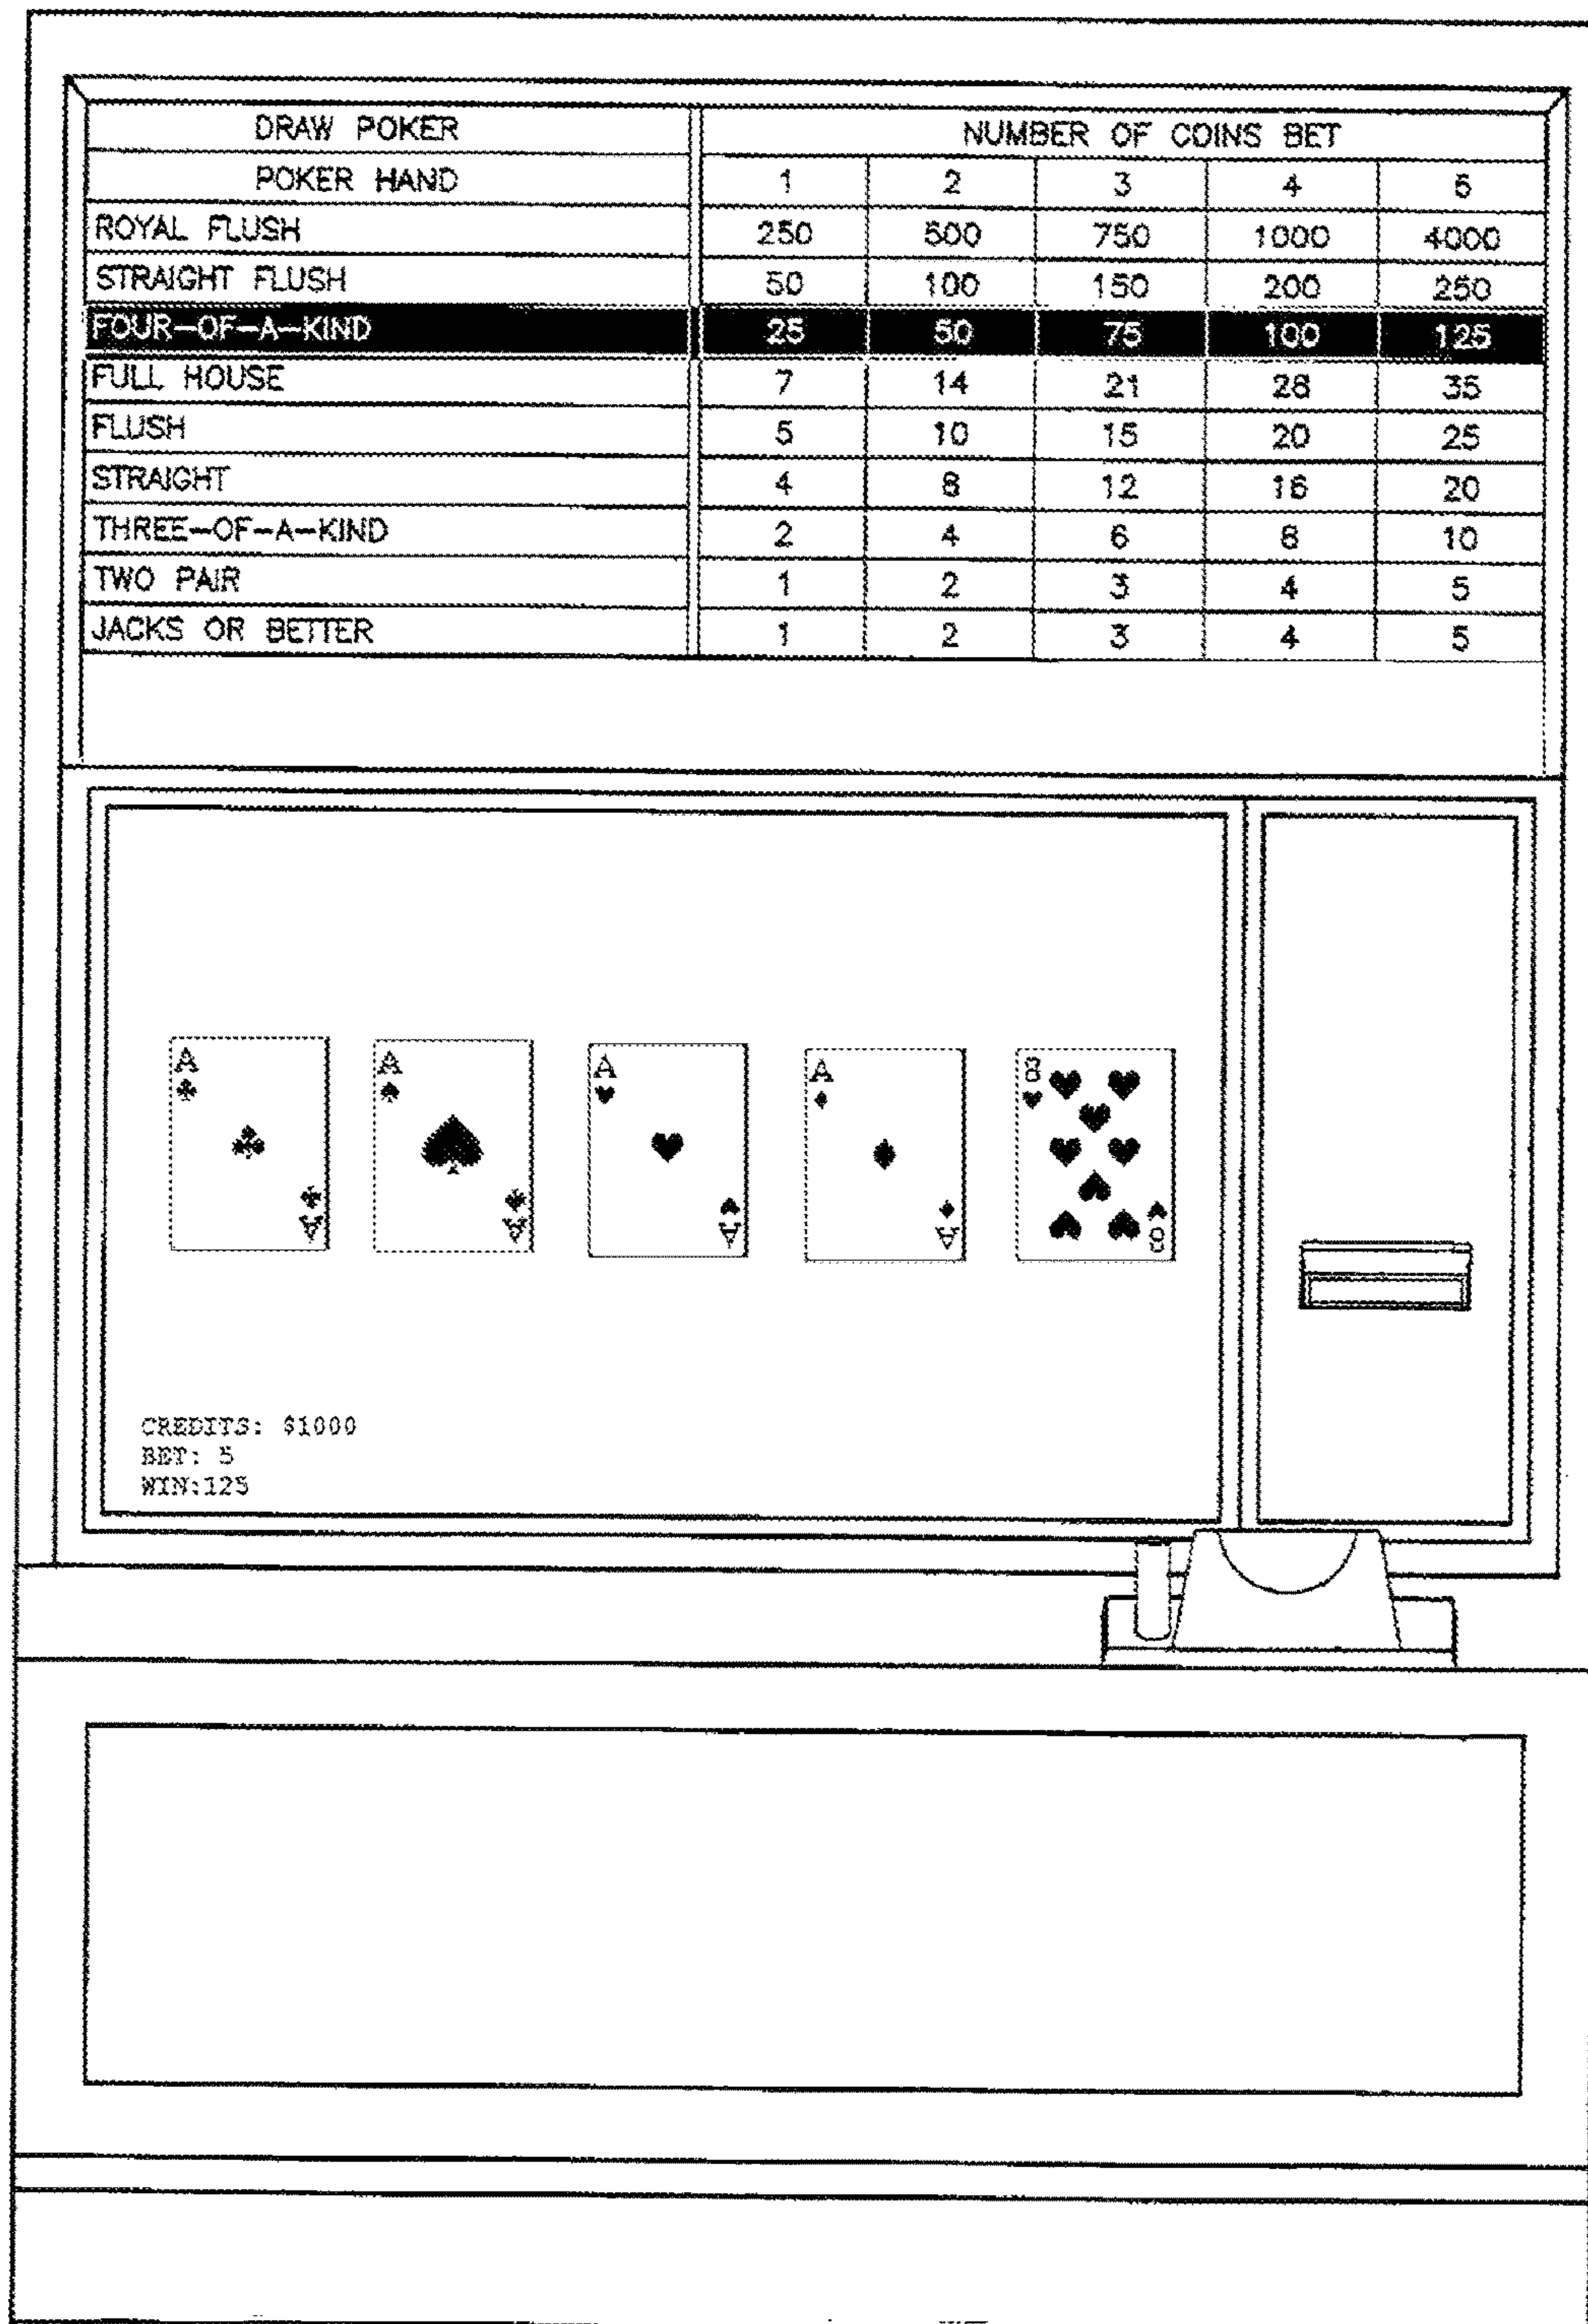 DRAW POKER NUMBER OF COINS BET
POKER HAND 1 2 3 4 5
ROYAL FLUSH 250 500 750 1000 4000
STRAIGHT FLUSH 50 100 150 200 250
FOUR-OF-A-KIND 25 50 75 100 125
FULL HOUSE 7 14 21 28 35
FLUSH 5 10 15 20 25
STRAIGHT 4 8 12 16 20
THREE-OF-A-KIND 2 4 6 8 10
TWO PAIR 1 2 3 4 5
JACKS OR BETTER 1 2 3 4 5
A A A A 8
A A A A 8
CREDITS: $1000
BET: 5
WIN:125